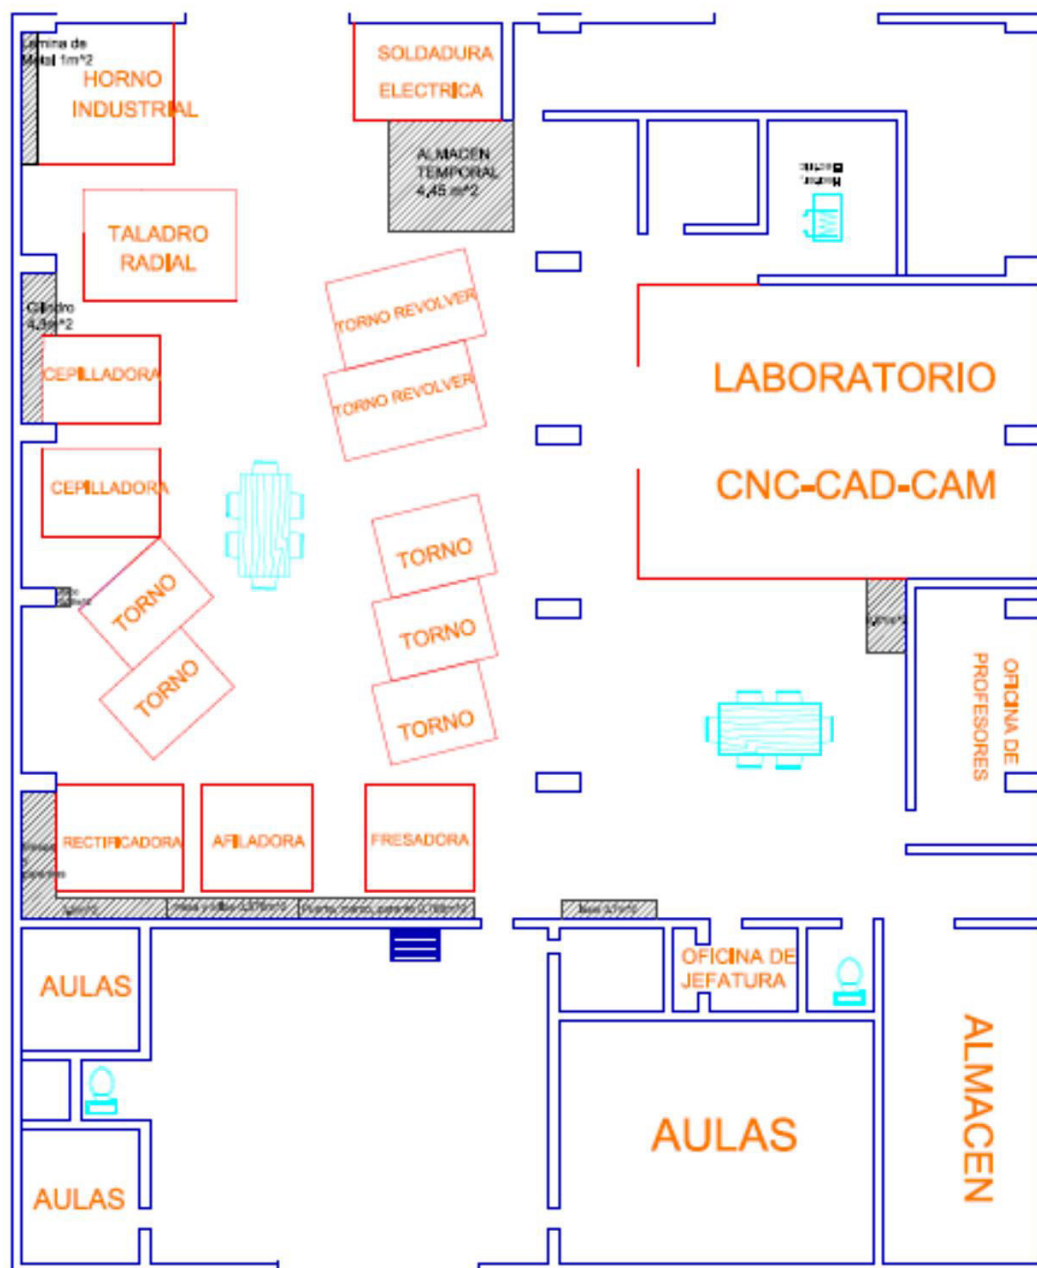 Lamina de
Metal 1m^2
HORNO
INDUSTRIAL
SOLDADURA
ELECTRICA
ALMACEN
TEMPORAL
4,45 m^2
TALADRO
RADIAL
TORNO REVOLVER
TORNO REVOLVER
Cilindro
CEPILLADORA
CEPILLADORA
LABORATORIO
CNC-CAD-CAM
TORNO
TORNO
TORNO
TORNO
TORNO
OFICINA DE
PROFESORES
RECTIFICADORA
AFILADORA
FRESADORA
AULAS
OFICINA DE
JEFATURA
ALMACEN
AULAS
AULAS